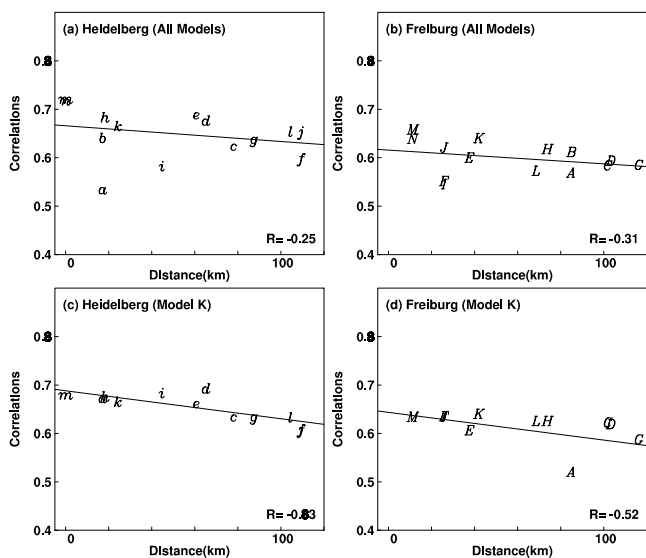 (a) Heidelberg (All Models)
(b) Freiburg (All Models)
Correlations
0.8
0.7
0.6
0.5
0.4
m
h
k
b
a
i
e
d
c
g
l
j
f
R= -0.25
0
100
Distance(km)
Correlations
0.8
0.7
0.6
0.5
0.4
M
N
J
F
I
E
K
L
H
B
A
C
D
G
R= -0.31
0
100
Distance(km)
(c) Heidelberg (Model K)
(d) Freiburg (Model K)
Correlations
0.8
0.7
0.6
0.5
0.4
m
h
k
i
e
d
c
g
l
f
R= -0.83
0
100
Distance(km)
Correlations
0.8
0.7
0.6
0.5
0.4
M
E
K
L
H
A
D
G
R= -0.52
0
100
Distance(km)